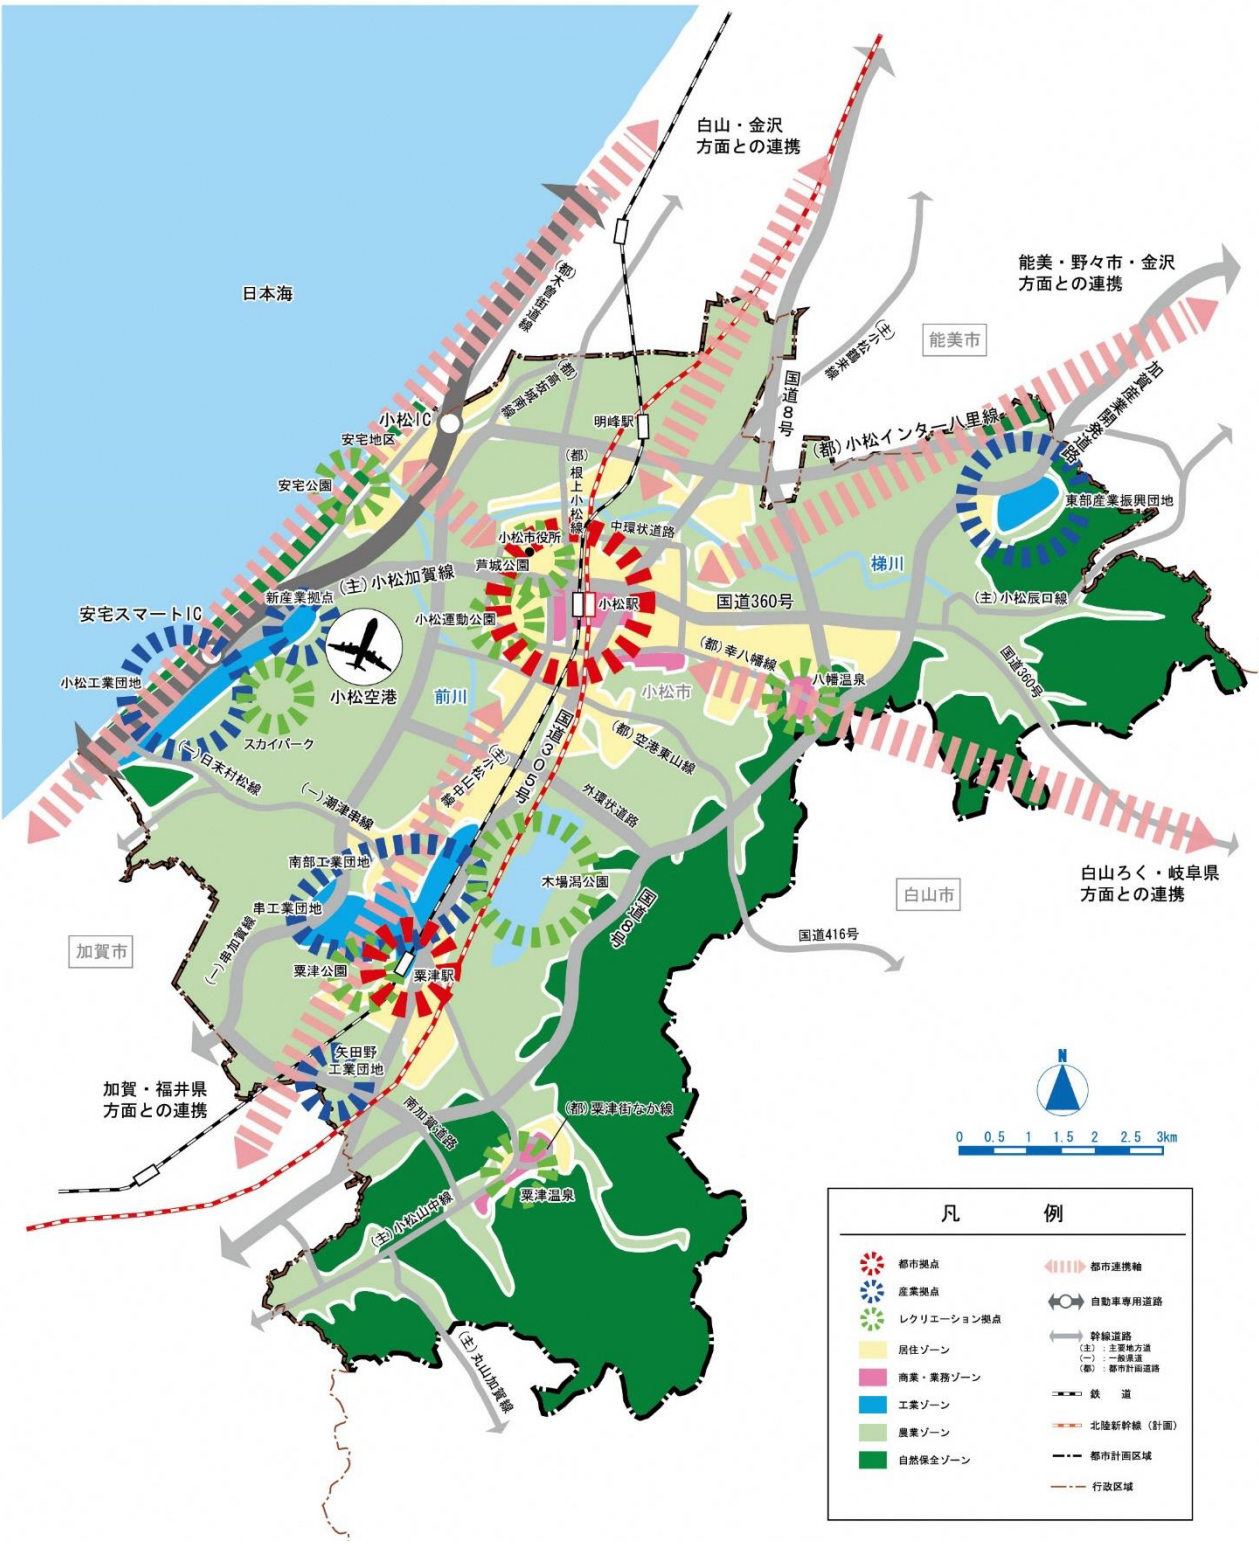 白山・金沢
方面との連携
日本海
(都)木曽街道線
能美・野々市・金沢
方面との連携
能美市
(主)小松鶴来線
国道8号
加賀産業開発道路
(都)小松インター八里線
(都)高坂城南線
小松IC
明峰駅
安宅地区
安宅公園
(都)根上小松線
東部産業振興団地
中環状道路
小松市役所
芦城公園
梯川
(主)小松加賀線
新産業拠点
小松駅
国道360号
(主)小松辰口線
安宅スマートIC
小松運動公園
小松工業団地
小松空港
前川
小松市
(都)幸八幡線
八幡温泉
国道360号
スカイパーク
国道305号
(都)空港東山線
(一)日末村松線
(主)小松山中線
(一)潮津串線
外環状道路
南部工業団地
木場潟公園
白山ろく・岐阜県
方面との連携
串工業団地
白山市
国道8号
国道416号
加賀市
(一)串加賀線
粟津公園
粟津駅
矢田野
工業団地
加賀・福井県
方面との連携
南加賀道路
(都)粟津街なか線
粟津温泉
(主)小松山中線
(主)丸山加賀線
N
0 0.5 1 1.5 2 2.5 3km
凡 例
都市拠点
産業拠点
レクリエーション拠点
居住ゾーン
商業・業務ゾーン
工業ゾーン
農業ゾーン
自然保全ゾーン
都市連携軸
自動車専用道路
幹線道路
(主):主要地方道
(一):一般県道
(都):都市計画道路
鉄 道
北陸新幹線(計画)
都市計画区域
行政区域